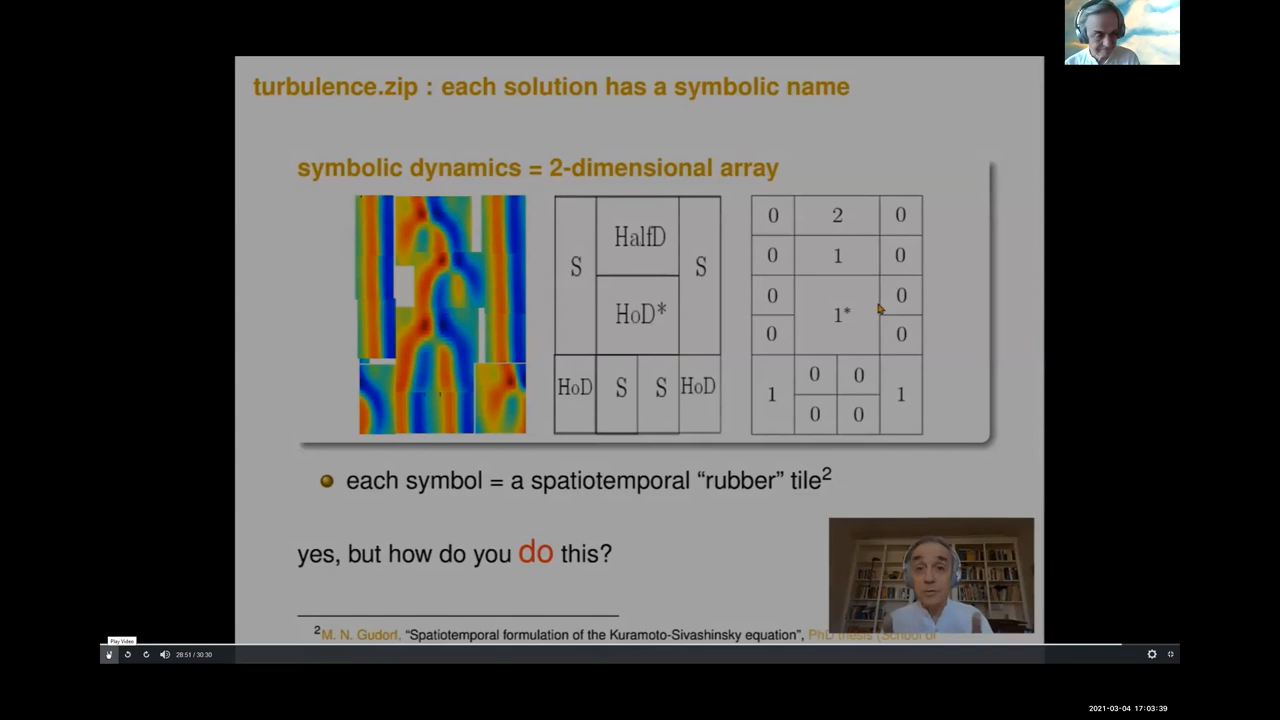 turbulence.zip : each solution has a symbolic name
symbolic dynamics = 2-dimensional array
S HalfD S
HoD*
HoD S S HoD
0 2 0
0 1 0
0 1* 0
0 0
1 0 0 1
0 0
each symbol = a spatiotemporal “rubber” tile2
yes, but how do you do this?
2M. N. Gudorf, “Spatiotemporal formulation of the Kuramoto-Sivashinsky equation”, PhD thesis (School of
Play Video
28:51 / 30:30
2021-03-04 17:03:39